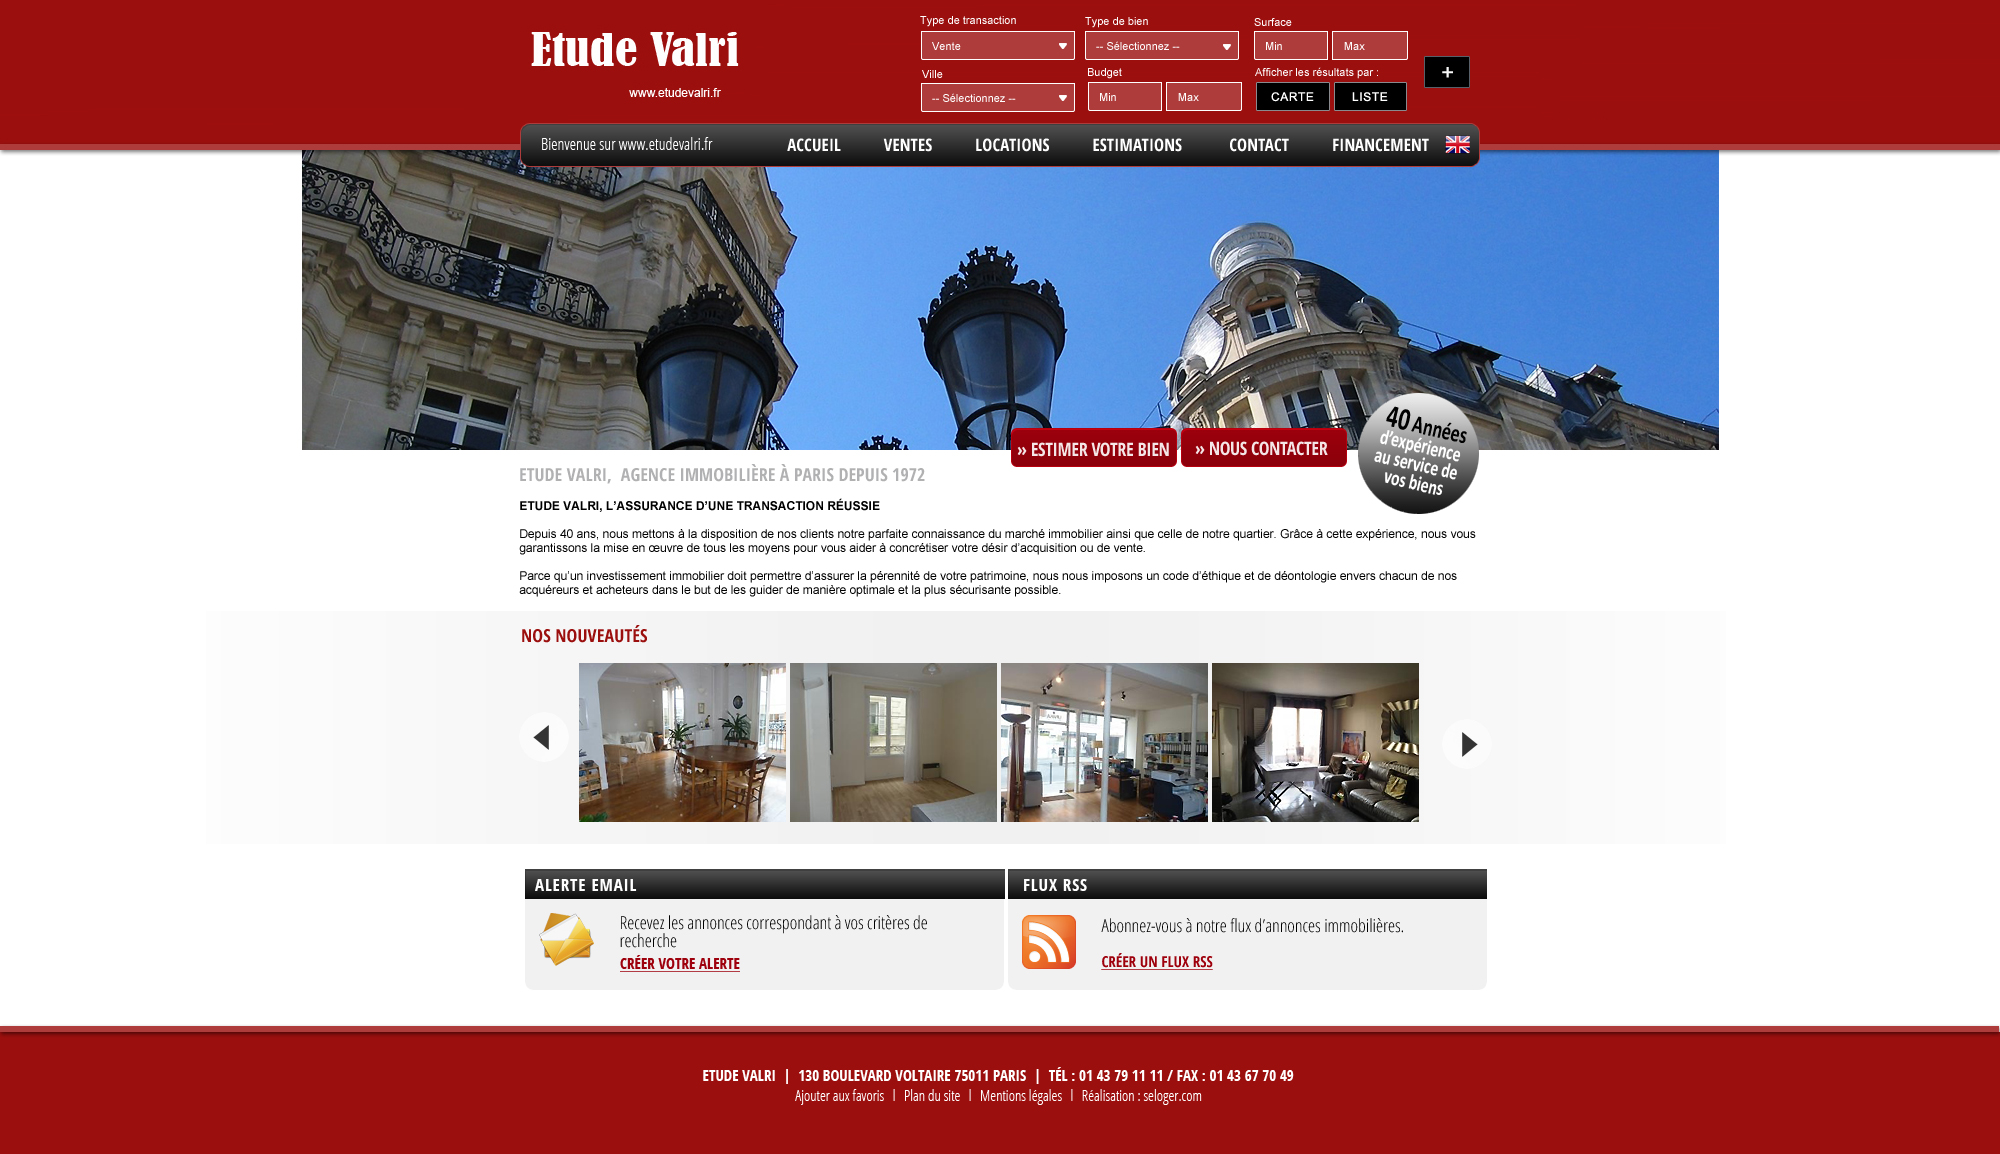 Etude Valri
www.etudevalri.fr
Type de transaction
Vente
Type de bien
-- Sélectionnez --
Surface
Min
Max
Ville
-- Sélectionnez --
Budget
Min
Max
Afficher les résultats par :
CARTE
LISTE
+
Bienvenue sur www.etudevalri.fr
ACCUEIL
VENTES
LOCATIONS
ESTIMATIONS
CONTACT
FINANCEMENT
» ESTIMER VOTRE BIEN
» NOUS CONTACTER
40 Années
d'expérience
au service de
vos biens
ETUDE VALRI, AGENCE IMMOBILIÈRE À PARIS DEPUIS 1972
ETUDE VALRI, L’ASSURANCE D’UNE TRANSACTION RÉUSSIE
Depuis 40 ans, nous mettons à la disposition de nos clients notre parfaite connaissance du marché immobilier ainsi que celle de notre quartier. Grâce à cette expérience, nous vous
garantissons la mise en œuvre de tous les moyens pour vous aider à concrétiser votre désir d’acquisition ou de vente.
Parce qu’un investissement immobilier doit permettre d’assurer la pérennité de votre patrimoine, nous nous imposons un code d’éthique et de déontologie envers chacun de nos
acquéreurs et acheteurs dans le but de les guider de manière optimale et la plus sécurisante possible.
NOS NOUVEAUTÉS
ALERTE EMAIL
Recevez les annonces correspondant à vos critères de
recherche
CRÉER VOTRE ALERTE
FLUX RSS
Abonnez-vous à notre flux d’annonces immobilières.
CRÉER UN FLUX RSS
ETUDE VALRI | 130 BOULEVARD VOLTAIRE 75011 PARIS | TÉL : 01 43 79 11 11 / FAX : 01 43 67 70 49
Ajouter aux favoris | Plan du site | Mentions légales | Réalisation : seloger.com